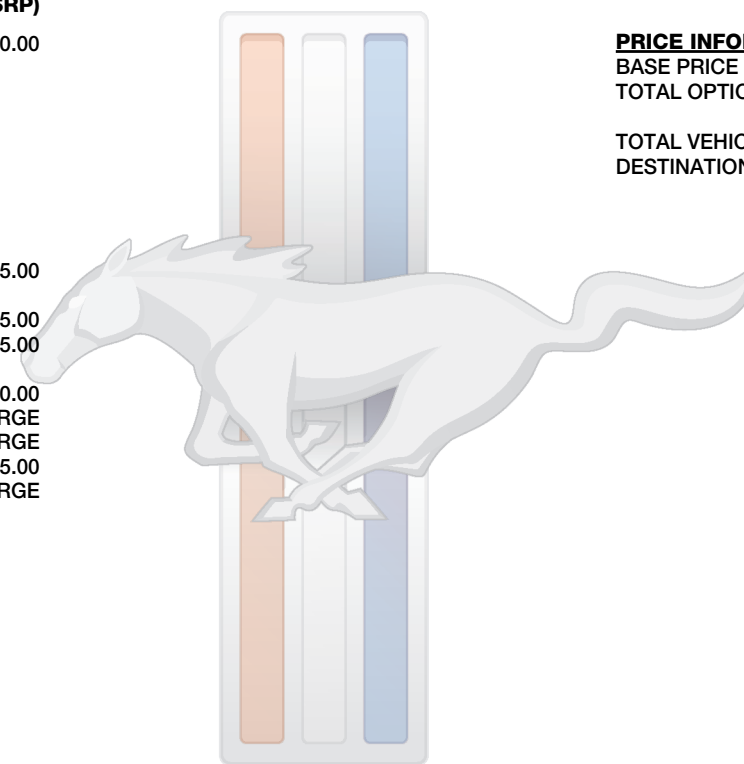 SRP)
0.00
5.00
5.00
5.00
0.00
RGE
RGE
5.00
RGE
PRICE INFO
BASE PRICE
TOTAL OPTIO
TOTAL VEHIC
DESTINATION